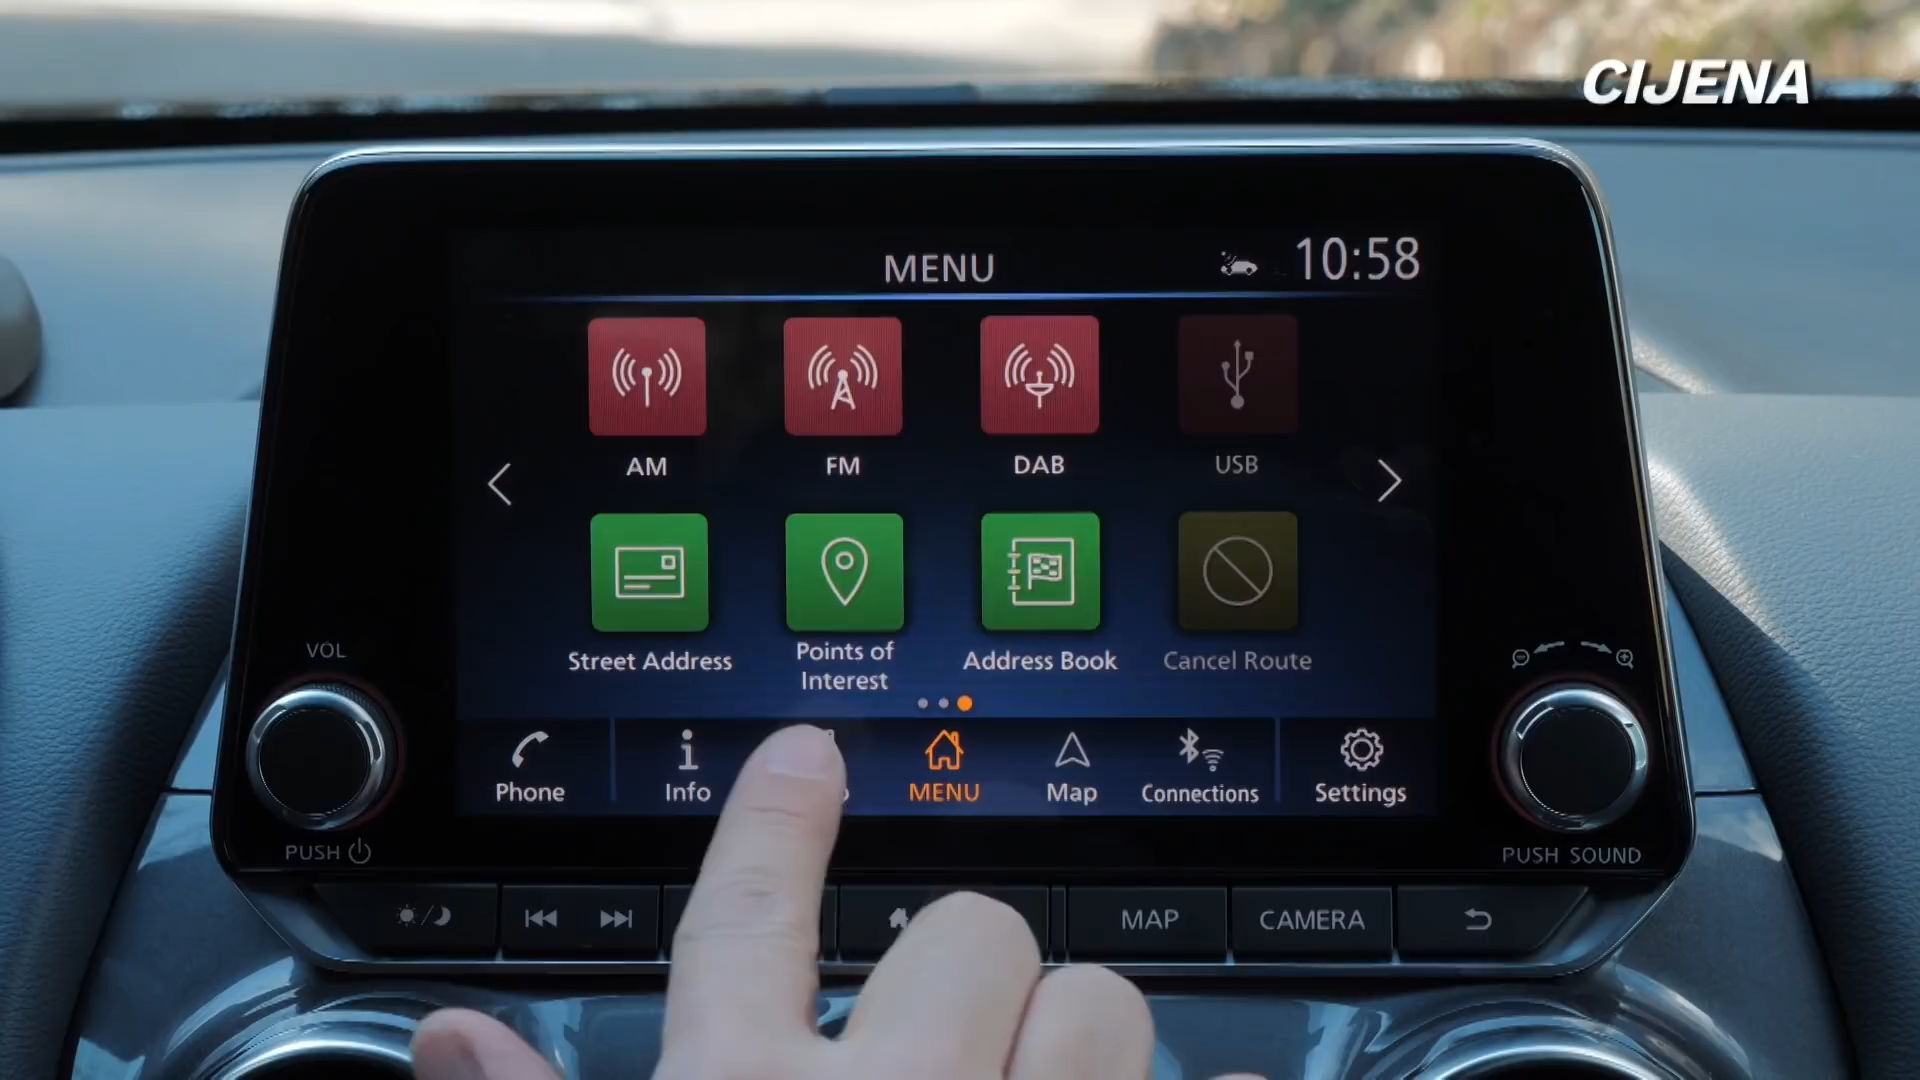 CIJENA
MENU
10:58
AM
FM
DAB
USB
Street Address
Points of
Interest
Address Book
Cancel Route
Phone
Info
MENU
Map
Connections
Settings
VOL
PUSH
PUSH SOUND
MAP
CAMERA